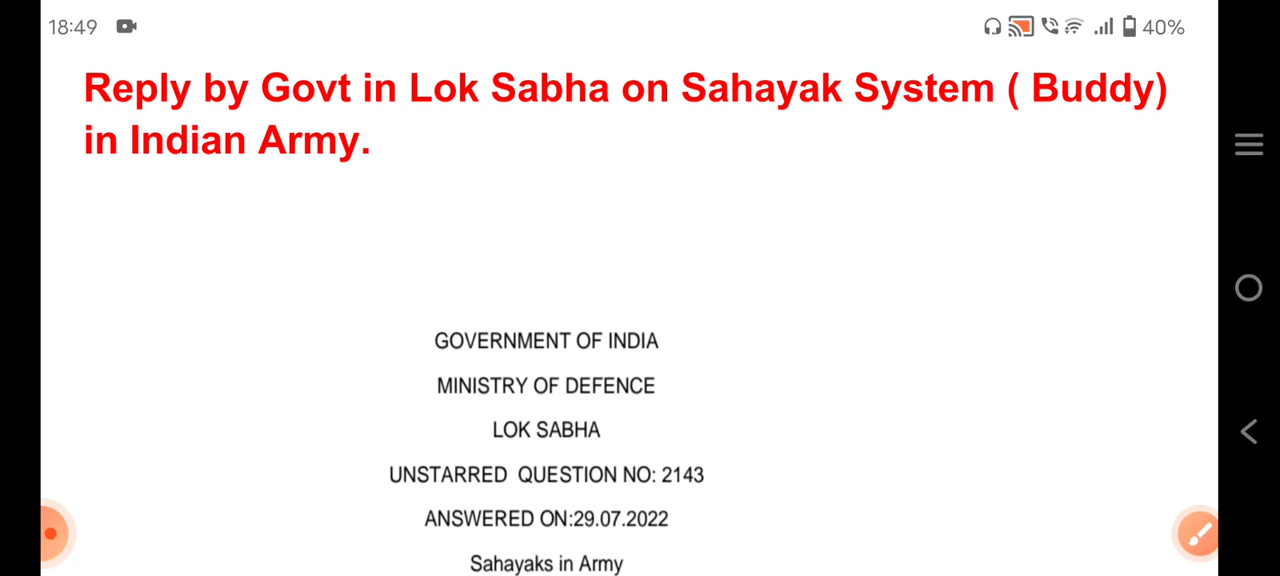 18:49
40%
Reply by Govt in Lok Sabha on Sahayak System ( Buddy)
in Indian Army.
GOVERNMENT OF INDIA
MINISTRY OF DEFENCE
LOK SABHA
UNSTARRED QUESTION NO: 2143
ANSWERED ON:29.07.2022
Sahayaks in Army